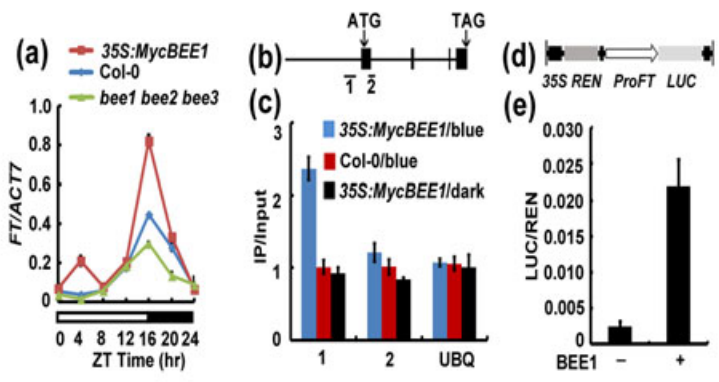 (a)
35S:MycBEE1
Col-0
bee1 bee2 bee3
FT/ACT7
1.0
0.8
0.6
0.4
0.2
0
0 4 8 12 16 20 24
ZT Time (hr)
(b)
ATG TAG
1 2
(c)
35S:MycBEE1/blue
Col-0/blue
35S:MycBEE1/dark
IP/Input
3
2
1
0
1 2 UBQ
(d)
35S REN ProFT LUC
(e)
LUC/REN
0.030
0.025
0.020
0.015
0.010
0.005
0
BEE1 – +